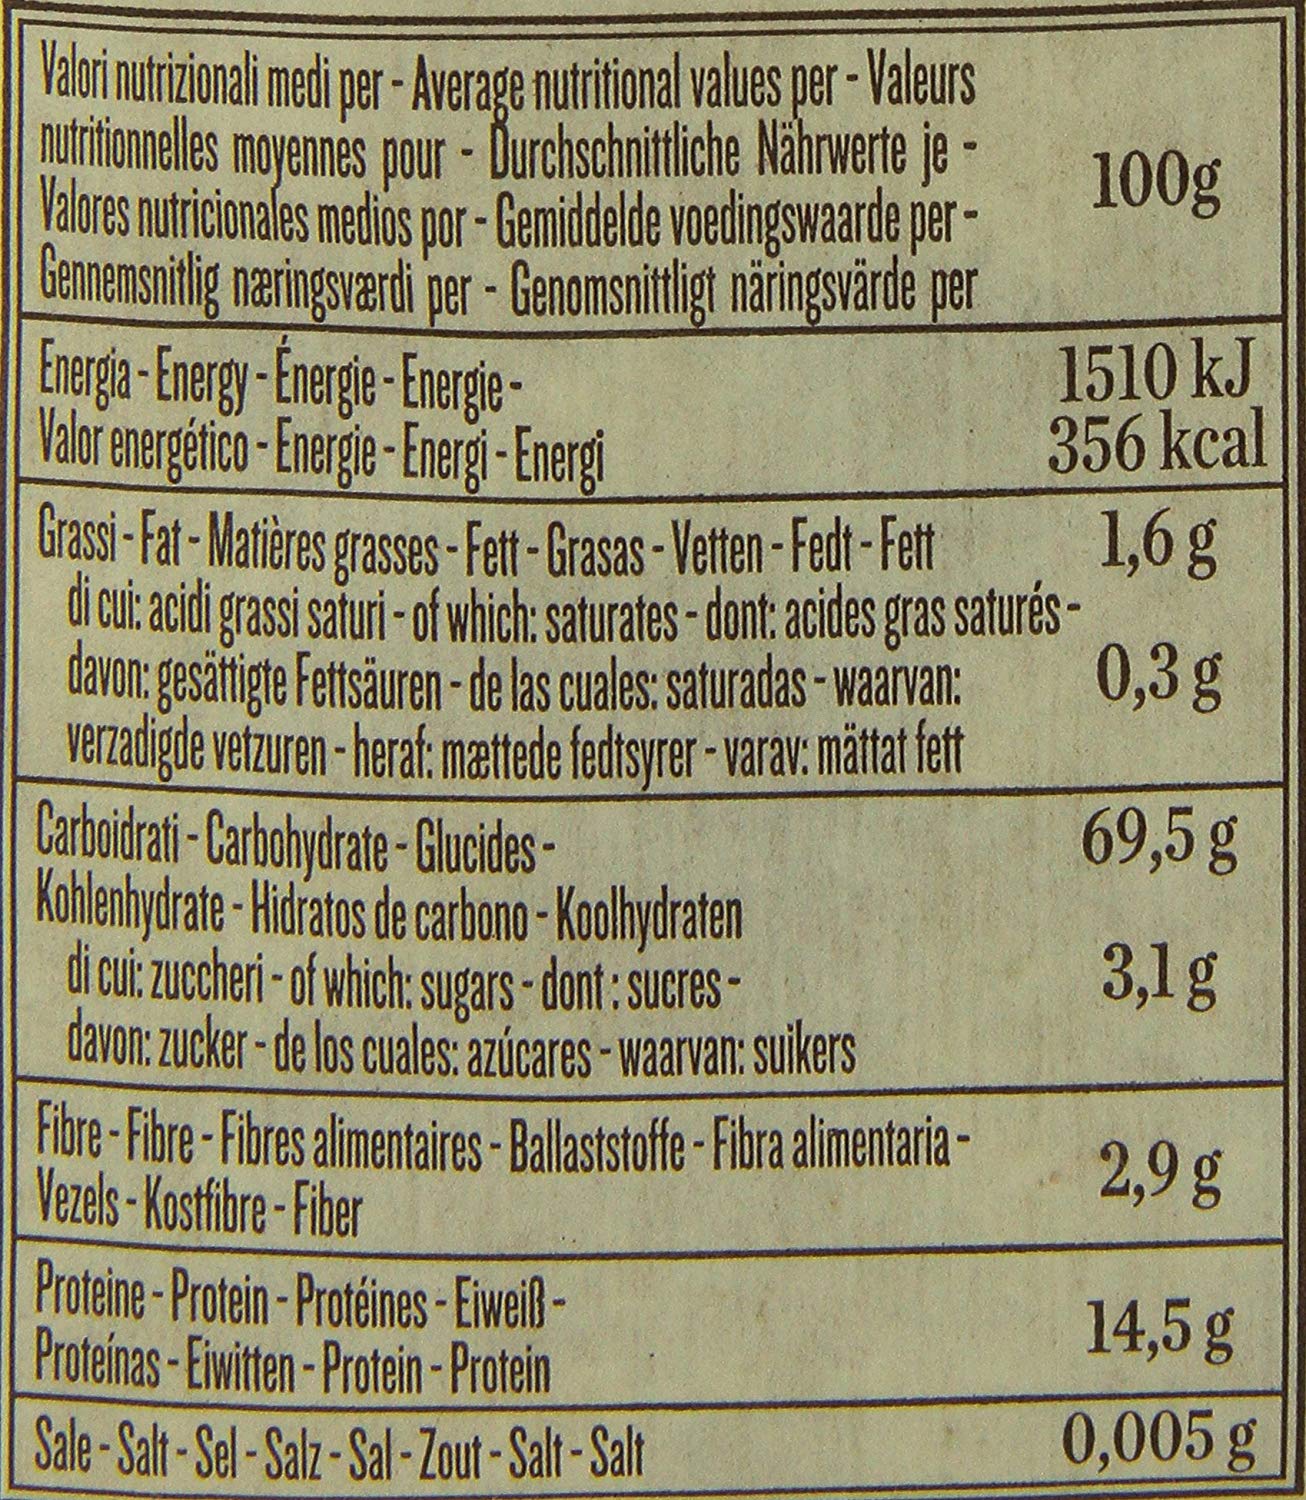 Valori nutrizionali medi per - Average nutritional values per - Valeurs
nutritionnelles moyennes pour - Durchschnittliche Nährwerte je -
Valores nutricionales medios por - Gemiddelde voedingswaarde per -
Gennemsnitlig næringsværdi per - Genomsnittligt näringsvärde per
100g
Energia - Energy - Énergie - Energie -
Valor energético - Energie - Energi - Energi
1510 kJ
356 kcal
Grassi - Fat - Matières grasses - Fett - Grasas - Vetten - Fedt - Fett
1,6 g
di cui: acidi grassi saturi - of which: saturates - dont: acides gras saturés -
davon: gesättigte Fettsäuren - de las cuales: saturadas - waarvan:
verzadigde vetzuren - heraf: mættede fedtsyrer - varav: mättat fett
0,3 g
Carboidrati - Carbohydrate - Glucides -
Kohlenhydrate - Hidratos de carbono - Koolhydraten
69,5 g
di cui: zuccheri - of which: sugars - dont : sucres -
davon: zucker - de los cuales: azúcares - waarvan: suikers
3,1 g
Fibre - Fibre - Fibres alimentaires - Ballaststoffe - Fibra alimentaria -
Vezels - Kostfibre - Fiber
2,9 g
Proteine - Protein - Protéines - Eiweiß -
Proteínas - Eiwitten - Protein - Protein
14,5 g
Sale - Salt - Sel - Salz - Sal - Zout - Salt - Salt
0,005 g